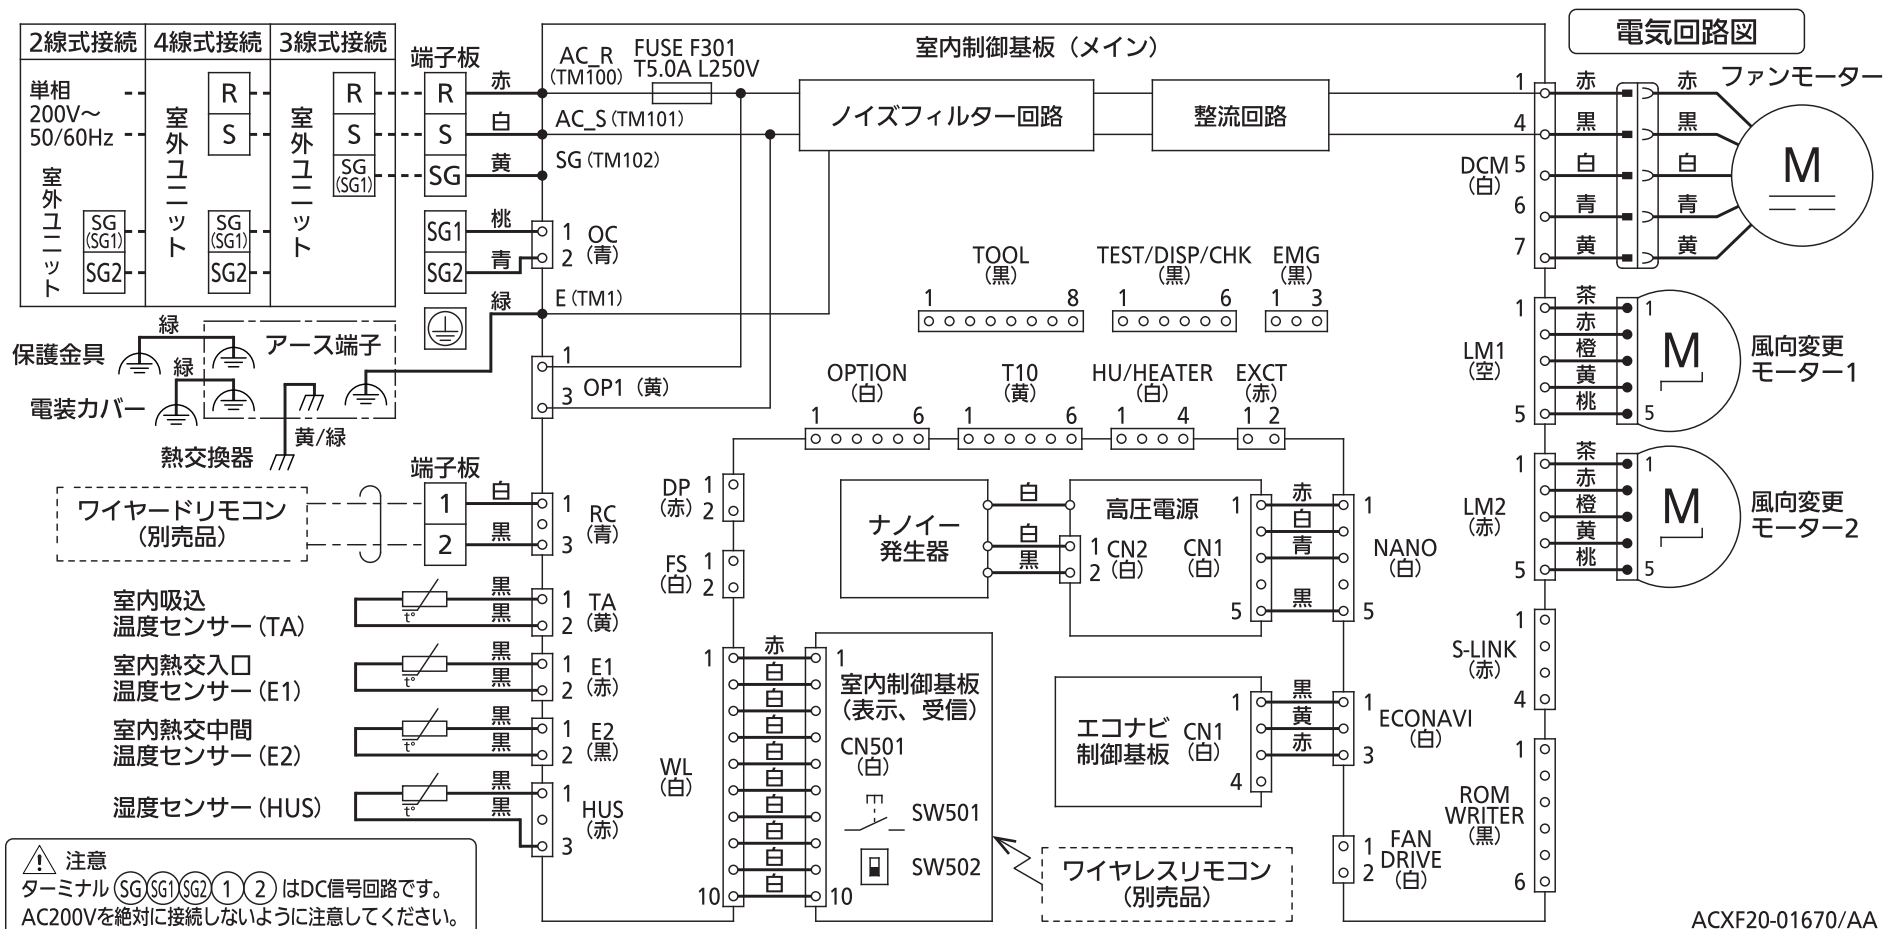 電気回路図
2線式接続 4線式接続 3線式接続
単相
200V～
50/60Hz
室外ユニット
SG
(SG1)
SG2
室外ユニット
R
S
SG
(SG1)
SG2
室外ユニット
R
S
SG
(SG1)
端子板
R
S
SG
SG1
SG2
赤
白
黄
桃
青
緑
AC_R
(TM100)
FUSE F301
T5.0A L250V
AC_S (TM101)
SG (TM102)
1
2
OC
(青)
E (TM1)
1
3
OP1 (黄)
室内制御基板（メイン）
ノイズフィルター回路
整流回路
緑
保護金具
緑
アース端子
電装カバー
黄/緑
熱交換器
ワイヤードリモコン
（別売品）
端子板
1
2
白
黒
1
3
RC
(青)
室内吸込
温度センサー（TA）
t°
黒
黒
1
2
TA
(黄)
室内熱交入口
温度センサー（E1）
t°
黒
黒
1
2
E1
(赤)
室内熱交中間
温度センサー（E2）
t°
黒
黒
1
2
E2
(黒)
湿度センサー（HUS）
t°
黒
黒
1
3
HUS
(赤)
注意
ターミナル SG SG1 SG2 1 2 はDC信号回路です。
AC200Vを絶対に接続しないように注意してください。
TOOL
(黒)
1 8
TEST/DISP/CHK
(黒)
1 6
EMG
(黒)
1 3
OPTION
(白)
1 6
T10
(黄)
1 6
HU/HEATER
(白)
1 4
EXCT
(赤)
1 2
DP
(赤)
1
2
FS
(白)
1
2
WL
(白)
1
10
赤
白
白
白
白
白
白
白
白
白
1
10
室内制御基板
（表示、受信）
CN501
(白)
SW501
SW502
ワイヤレスリモコン
（別売品）
ナノイー
発生器
白
白
黒
高圧電源
1
2
CN2
(白)
CN1
(白)
1
5
赤
白
青
黒
1
5
NANO
(白)
エコナビ
制御基板
CN1
(白)
1
4
黒
黄
赤
1
3
ECONAVI
(白)
1
2
FAN
DRIVE
(白)
DCM
(白)
1
4
5
6
7
赤
黒
白
青
黄
赤
黒
白
青
黄
ファンモーター
M
LM1
(空)
1
5
茶
赤
橙
黄
桃
1
5
M
風向変更
モーター1
LM2
(赤)
1
5
茶
赤
橙
黄
桃
1
5
M
風向変更
モーター2
S-LINK
(赤)
1
4
ROM
WRITER
(黒)
1
6
ACXF20-01670/AA